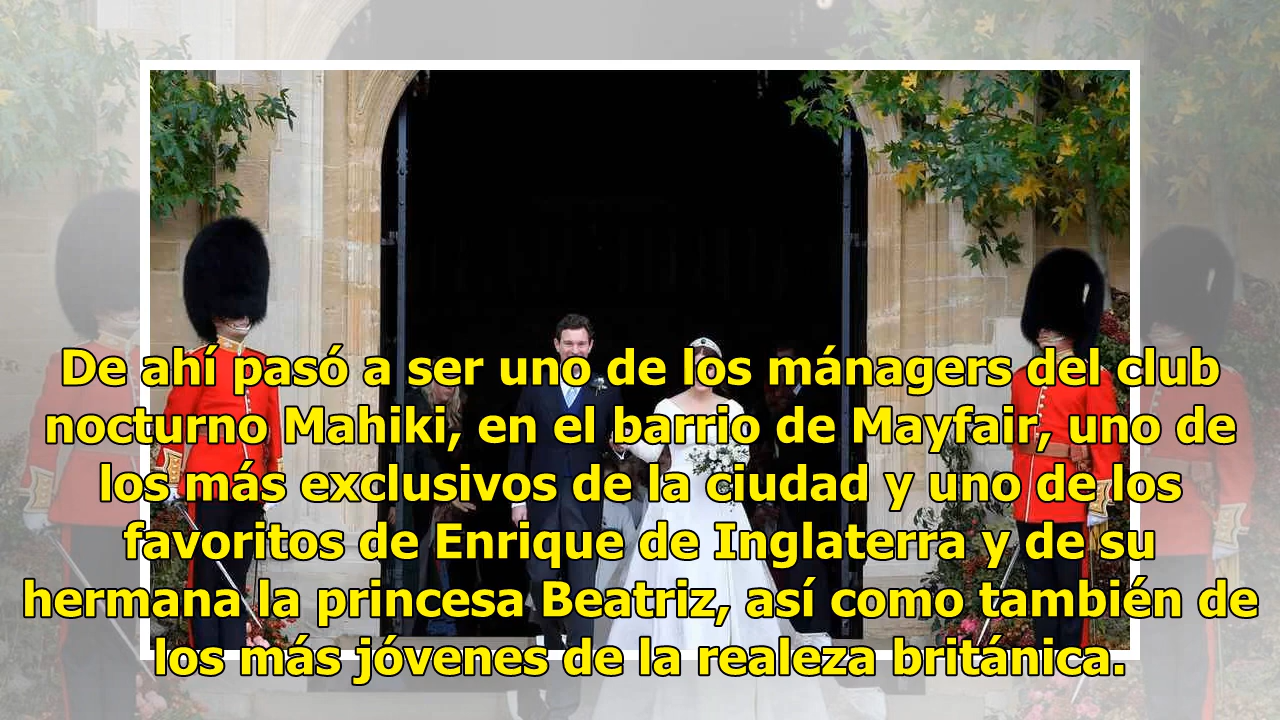 De ahí pasó a ser uno de los mánagers del club
nocturno Mahiki, en el barrio de Mayfair, uno de
los más exclusivos de la ciudad y uno de los
favoritos de Enrique de Inglaterra y de su
hermana la princesa Beatriz, así como también de
los más jóvenes de la realeza británica.